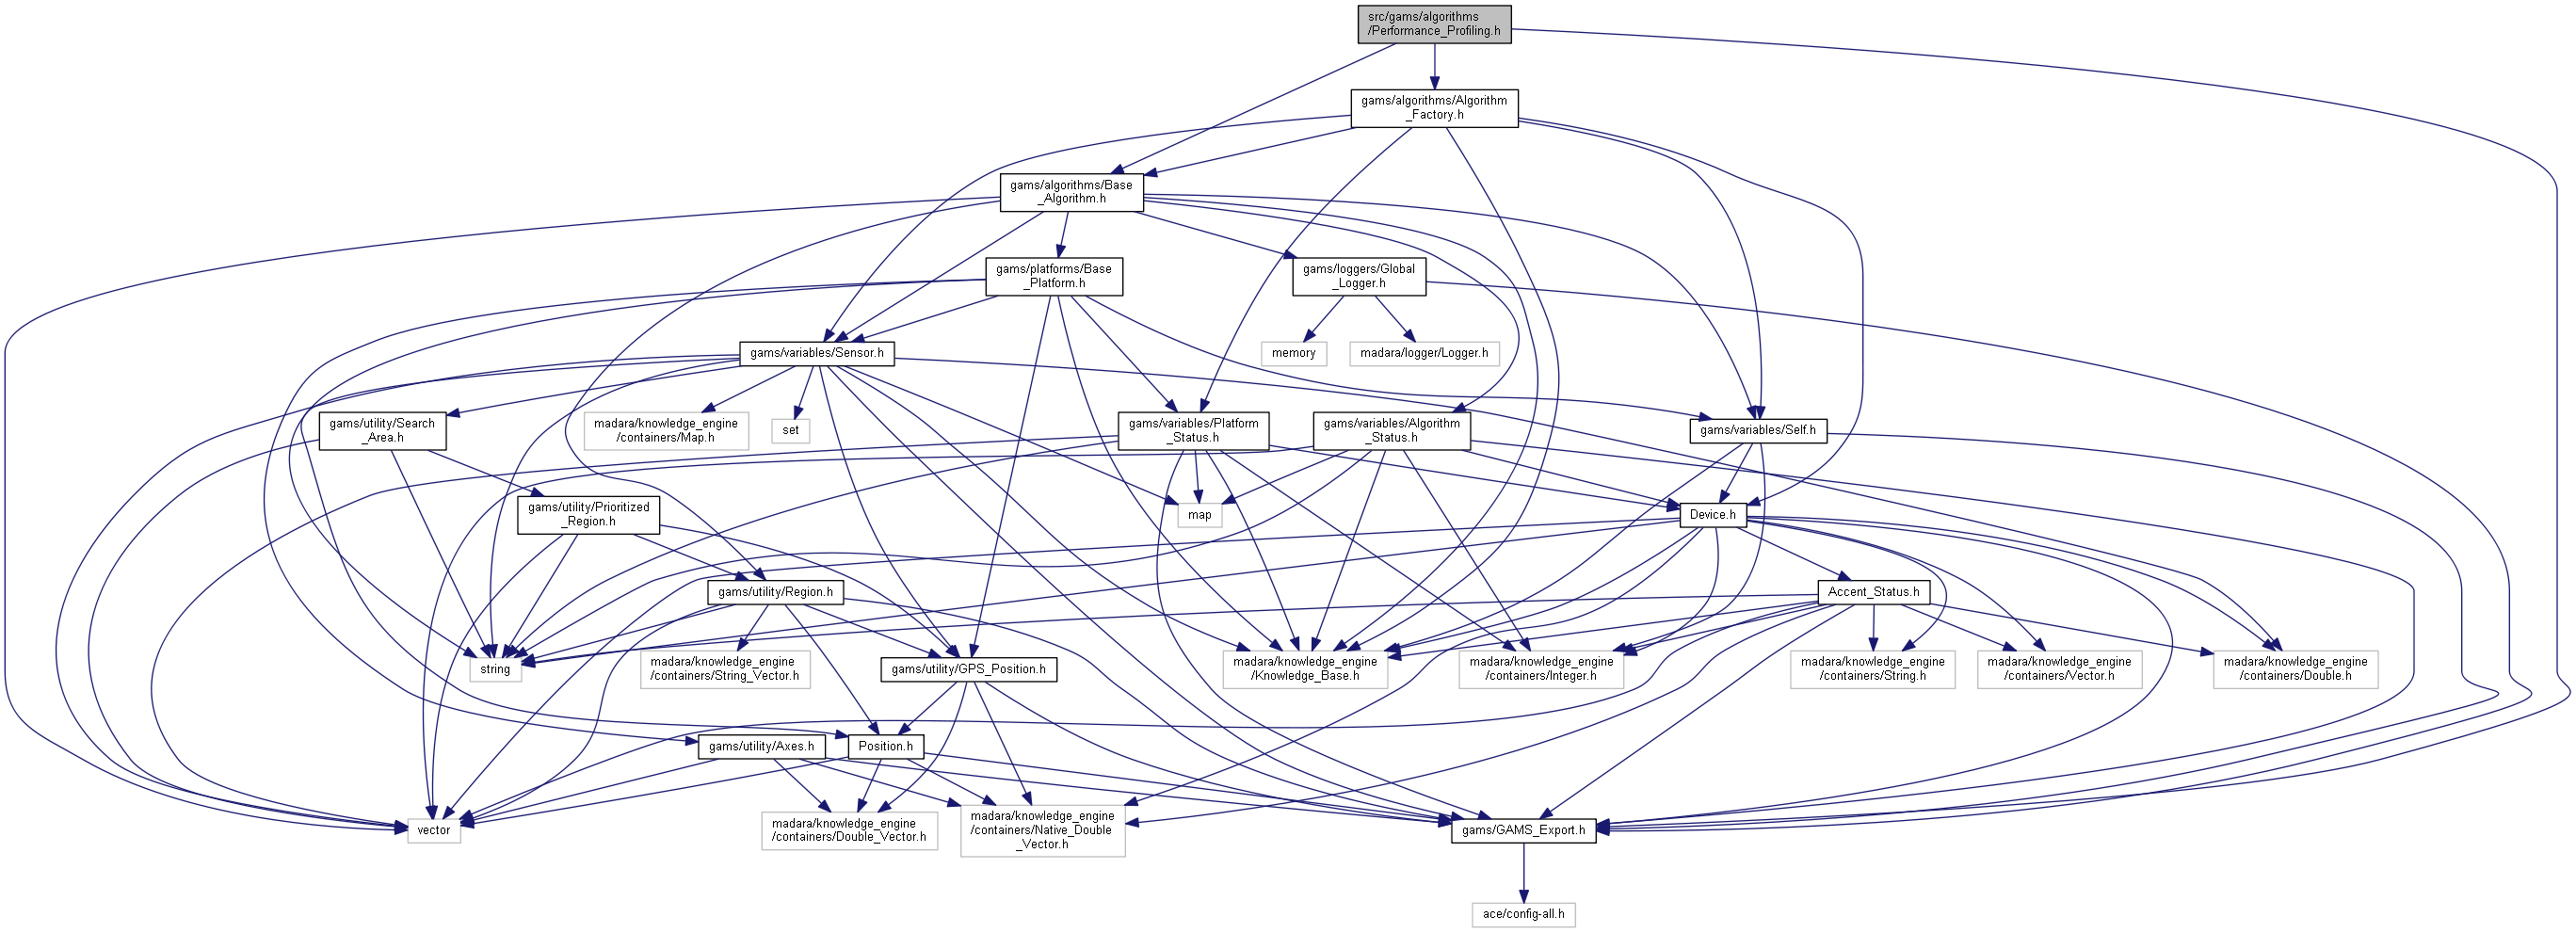 src/gams/algorithms
/Performance_Profiling.h
gams/algorithms/Algorithm
_Factory.h
gams/algorithms/Base
_Algorithm.h
gams/platforms/Base
_Platform.h
gams/loggers/Global
_Logger.h
gams/variables/Sensor.h
memory
madara/logger/Logger.h
gams/utility/Search
_Area.h
madara/knowledge_engine
/containers/Map.h
set
gams/variables/Platform
_Status.h
gams/variables/Algorithm
_Status.h
gams/variables/Self.h
gams/utility/Prioritized
_Region.h
map
Device.h
gams/utility/Region.h
Accent_Status.h
string
madara/knowledge_engine
/containers/String_Vector.h
gams/utility/GPS_Position.h
madara/knowledge_engine
/Knowledge_Base.h
madara/knowledge_engine
/containers/Integer.h
madara/knowledge_engine
/containers/String.h
madara/knowledge_engine
/containers/Vector.h
madara/knowledge_engine
/containers/Double.h
gams/utility/Axes.h
Position.h
vector
madara/knowledge_engine
/containers/Double_Vector.h
madara/knowledge_engine
/containers/Native_Double
_Vector.h
gams/GAMS_Export.h
ace/config-all.h